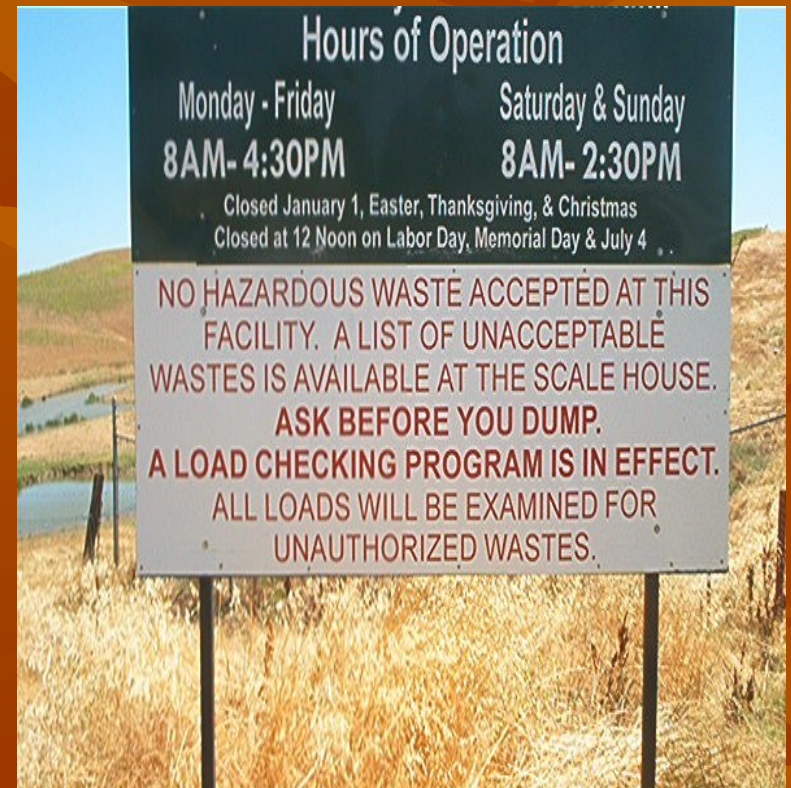 Hours of Operation
Monday - Friday Saturday & Sunday
8AM- 4:30PM 8AM- 2:30PM
Closed January 1, Easter, Thanksgiving, & Christmas
Closed at 12 Noon on Labor Day, Memorial Day & July 4
NO HAZARDOUS WASTE ACCEPTED AT THIS
FACILITY. A LIST OF UNACCEPTABLE
WASTES IS AVAILABLE AT THE SCALE HOUSE.
ASK BEFORE YOU DUMP.
A LOAD CHECKING PROGRAM IS IN EFFECT.
ALL LOADS WILL BE EXAMINED FOR
UNAUTHORIZED WASTES.